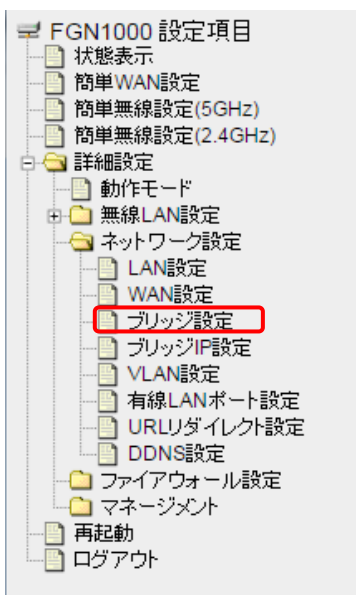 FGN1000 設定項目
状態表示
簡単WAN設定
簡単無線設定(5GHz)
簡単無線設定(2.4GHz)
詳細設定
動作モード
無線LAN設定
ネットワーク設定
LAN設定
WAN設定
ブリッジ設定
ブリッジIP設定
VLAN設定
有線LANポート設定
URLリダイレクト設定
DDNS設定
ファイアウォール設定
マネージメント
再起動
ログアウト